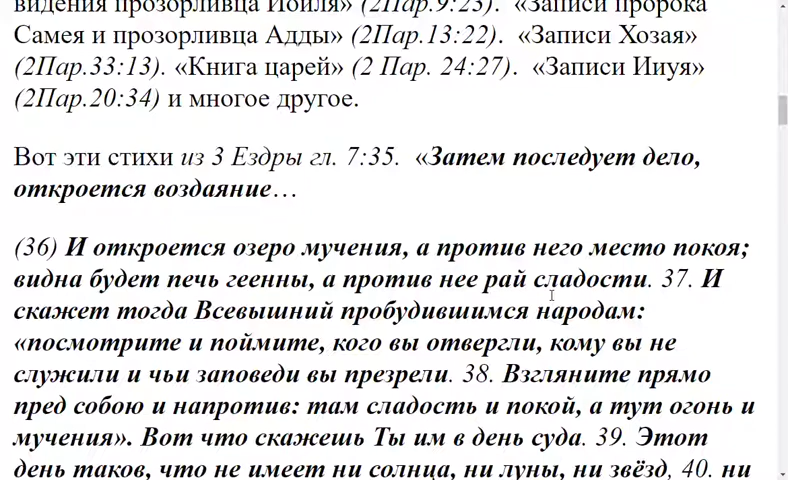 видения прозорливца Иоиля» (2Пар.9:23). «Записи пророка
Самея и прозорливца Адды» (2Пар.13:22). «Записи Хозая»
(2Пар.33:13). «Книга царей» (2 Пар. 24:27). «Записи Ииуя»
(2Пар.20:34) и многое другое.
Вот эти стихи из 3 Ездры гл. 7:35. «Затем последует дело,
откроется воздаяние…
(36) И откроется озеро мучения, а против него место покоя;
видна будет печь геенны, а против нее рай сладости. 37. И
скажет тогда Всевышний пробудившимся народам:
«посмотрите и поймите, кого вы отвергли, кому вы не
служили и чьи заповеди вы презрели. 38. Взгляните прямо
пред собою и напротив: там сладость и покой, а тут огонь и
мучения». Вот что скажешь Ты им в день суда. 39. Этот
день таков, что не имеет ни солнца, ни луны, ни звёзд, 40. ни